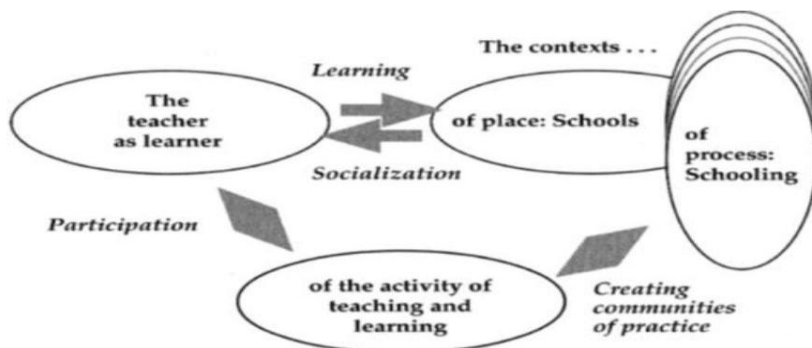 The contexts . . .
Learning
The
teacher
as learner
of place: Schools
of
process:
Schooling
Socialization
Participation
of the activity of
teaching and
learning
Creating
communities
of practice